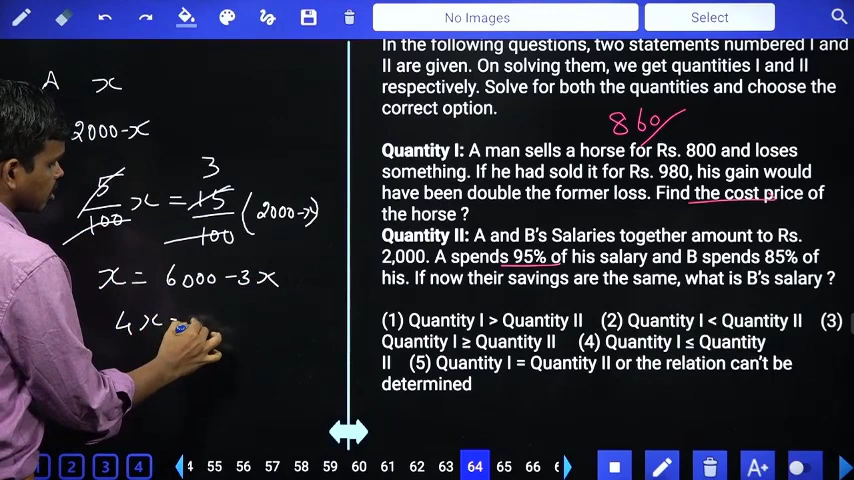 No Images
Select
A x
2000-x
3
5/100 x = 15/100 (2000-x)
x = 6000-3x
4x =
In the following questions, two statements numbered I and
II are given. On solving them, we get quantities I and II
respectively. Solve for both the quantities and choose the
correct option.
860
Quantity I: A man sells a horse for Rs. 800 and loses
something. If he had sold it for Rs. 980, his gain would
have been double the former loss. Find the cost price of
the horse ?
Quantity II: A and B's Salaries together amount to Rs.
2,000. A spends 95% of his salary and B spends 85% of
his. If now their savings are the same, what is B's salary ?
(1) Quantity I > Quantity II (2) Quantity I < Quantity II (3)
Quantity I ≥ Quantity II (4) Quantity I ≤ Quantity
II (5) Quantity I = Quantity II or the relation can't be
determined
1 2 3 4 55 56 57 58 59 60 61 62 63 64 65 66 A+